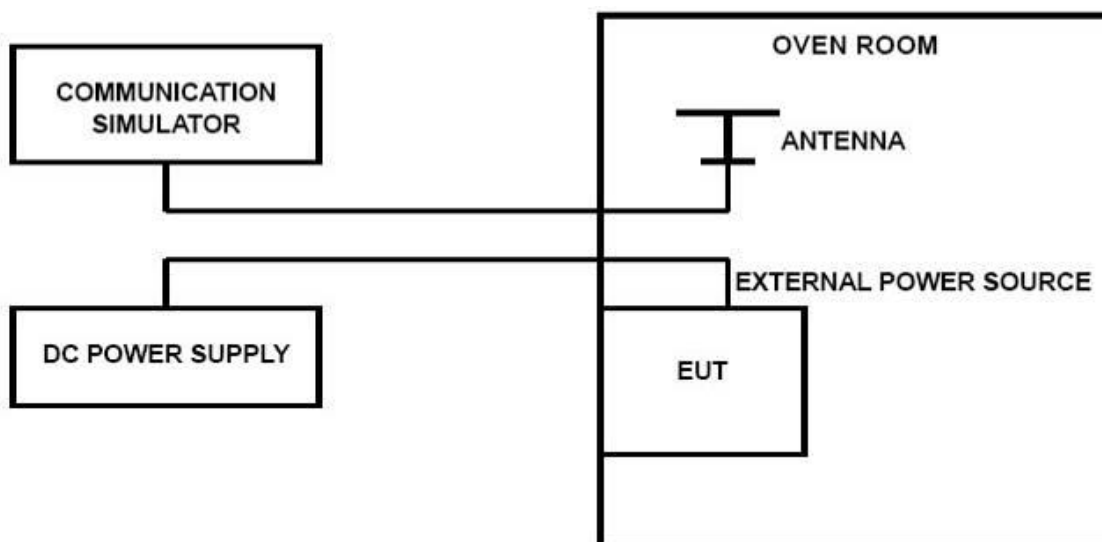 OVEN ROOM
COMMUNICATION
SIMULATOR
ANTENNA
EXTERNAL POWER SOURCE
DC POWER SUPPLY
EUT